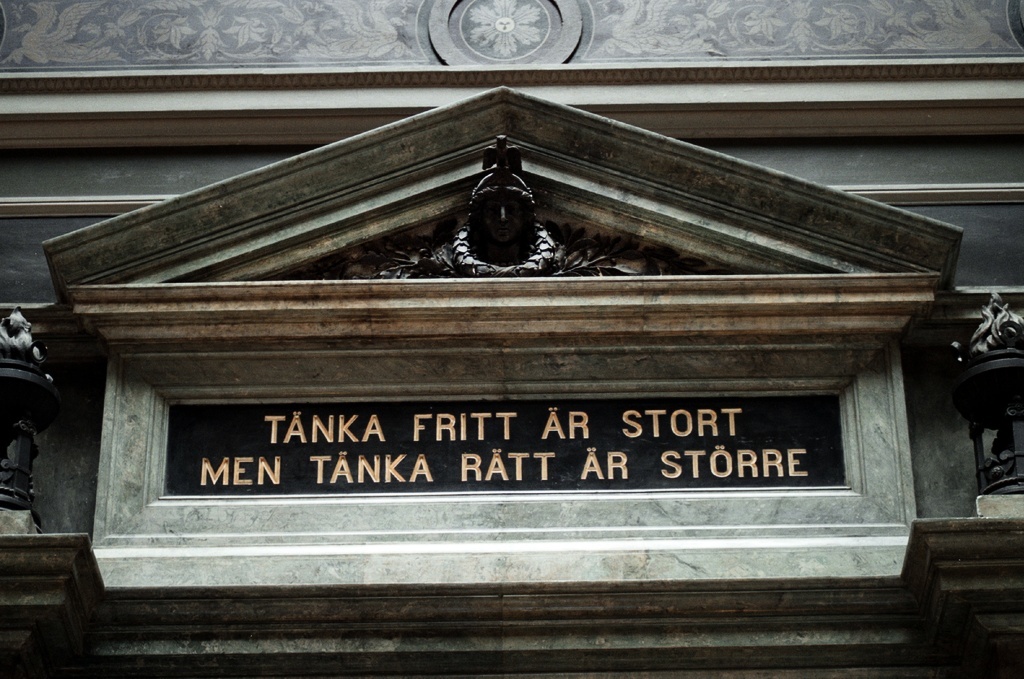 TÄNKA FRITT ÄR STORT
MEN TÄNKA RÄTT ÄR STÖRRE